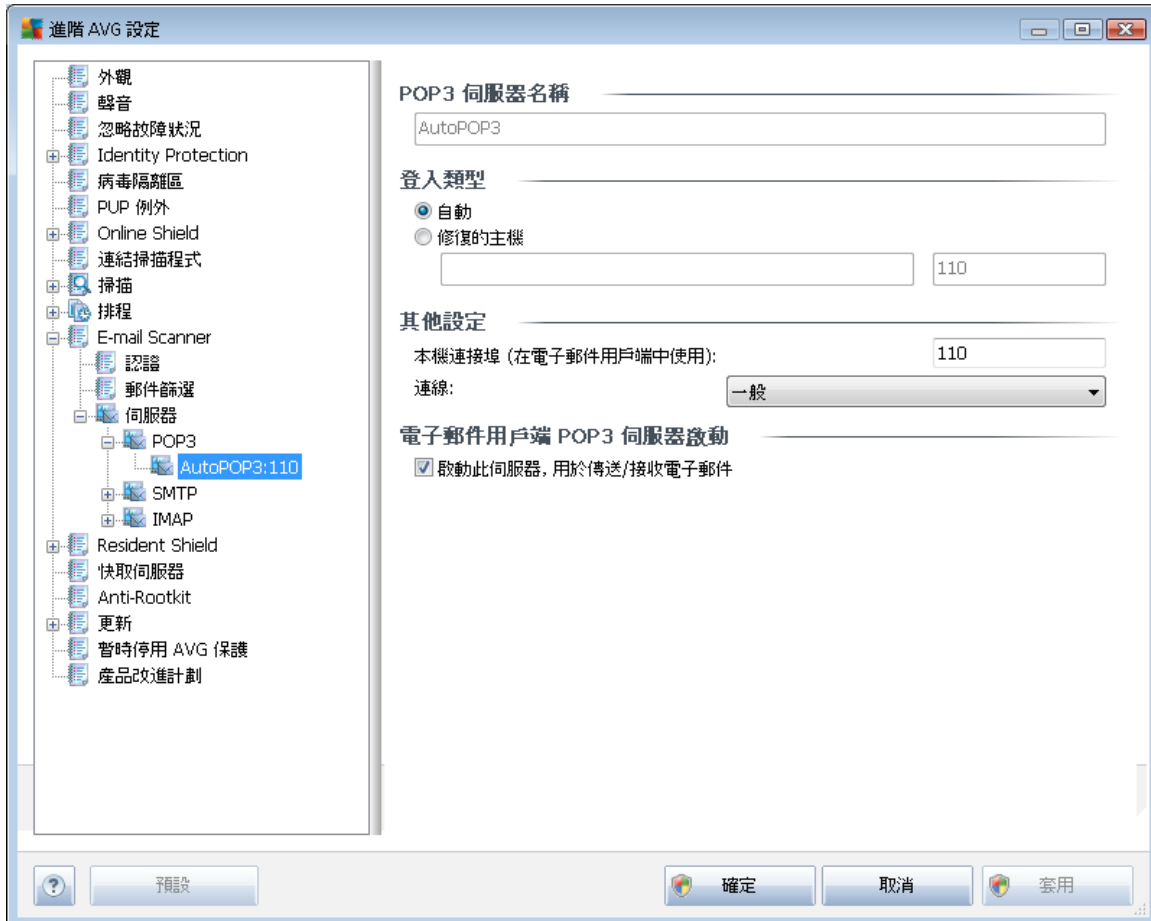 進階 AVG 設定
外觀
聲音
忽略故障狀況
Identity Protection
病毒隔離區
PUP 例外
Online Shield
連結掃描程式
掃描
排程
E-mail Scanner
認證
郵件篩選
伺服器
POP3
AutoPOP3:110
SMTP
IMAP
Resident Shield
快取伺服器
Anti-Rootkit
更新
暫時停用 AVG 保護
產品改進計劃
POP3 伺服器名稱
AutoPOP3
登入類型
自動
修復的主機
110
其他設定
本機連接埠 (在電子郵件用戶端中使用):
110
連線:
一般
電子郵件用戶端 POP3 伺服器啟動
啟動此伺服器, 用於傳送/接收電子郵件
?
預設
確定
取消
套用